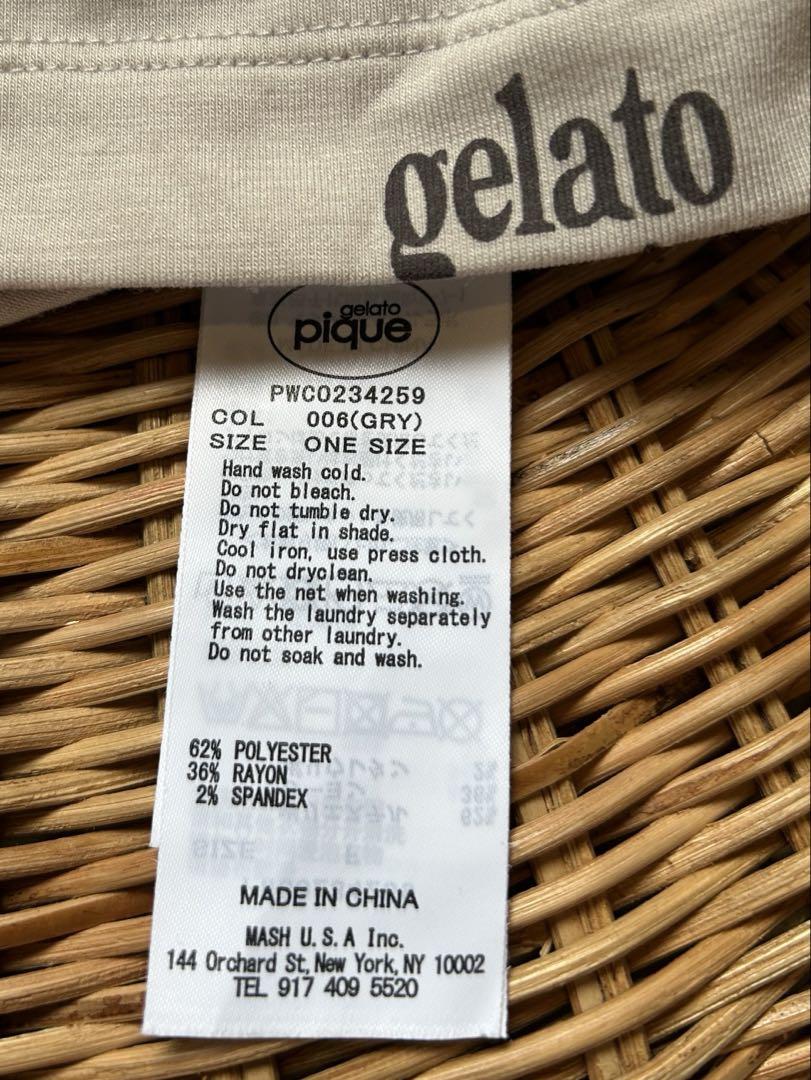 gelato
gelato
pique
PWC0234259
COL 006(GRY)
SIZE ONE SIZE
Hand wash cold.
Do not bleach.
Do not tumble dry.
Dry flat in shade.
Cool iron, use press cloth.
Do not dryclean.
Use the net when washing.
Wash the laundry separately
from other laundry.
Do not soak and wash.
62% POLYESTER
36% RAYON
2% SPANDEX
MADE IN CHINA
MASH U.S.A Inc.
144 Orchard St, New York, NY 10002
TEL 917 409 5520